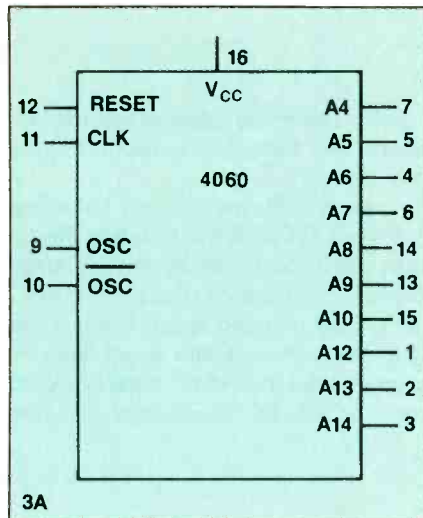 16
VCC
12 RESET A4 7
11 CLK A5 5
4060 A6 4
A7 6
9 OSC A8 14
10 OSC A9 13
A10 15
A12 1
A13 2
A14 3
3A